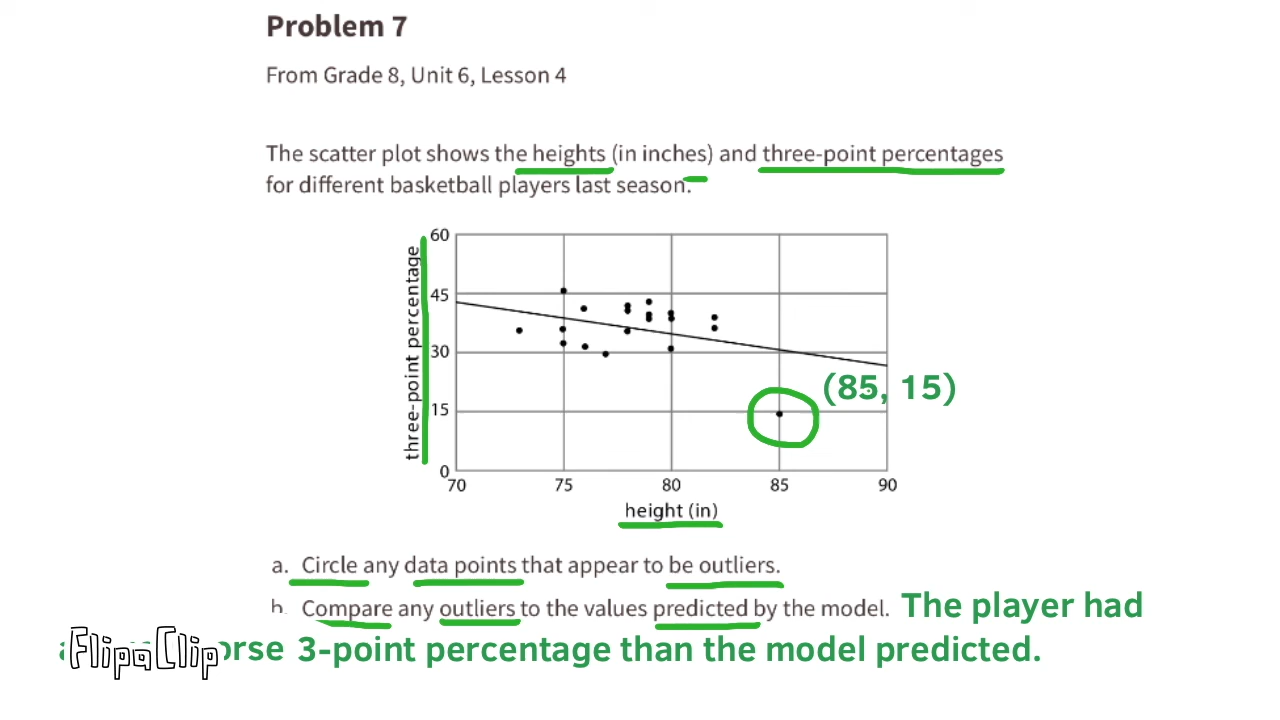 Problem 7
From Grade 8, Unit 6, Lesson 4
The scatter plot shows the heights (in inches) and three-point percentages
for different basketball players last season.
60
45
30
15
0
three-point percentage
(85, 15)
70 75 80 85 90
height (in)
a. Circle any data points that appear to be outliers.
b. Compare any outliers to the values predicted by the model. The player had
3-point percentage than the model predicted.
FlipaClip